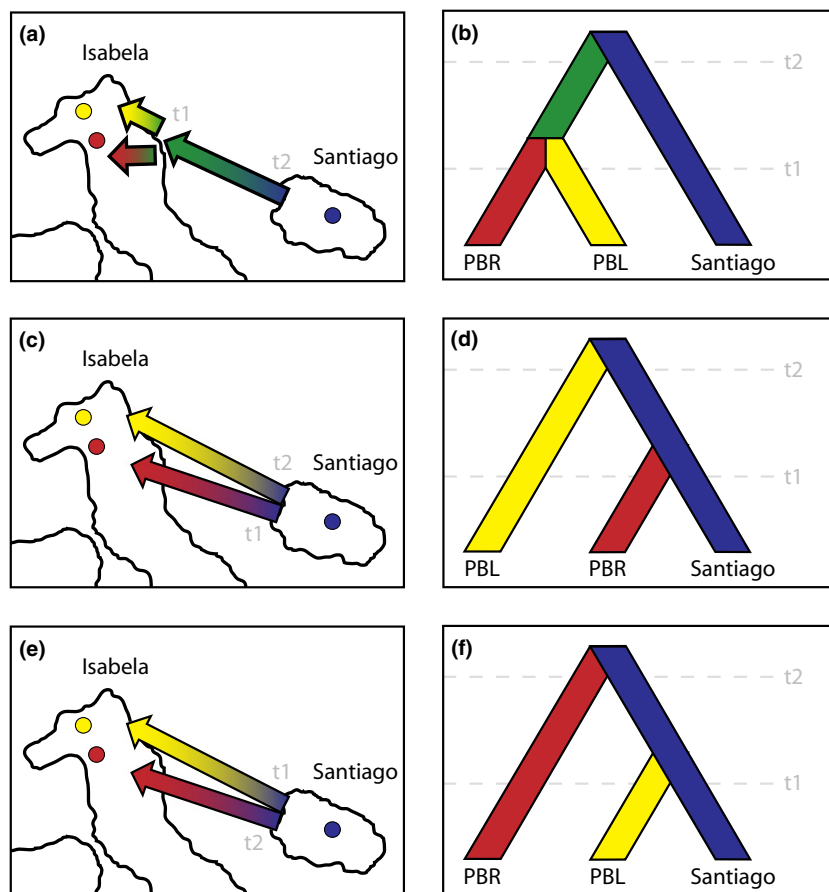 (a)
Isabela
t1
t2
Santiago
(b)
t2
t1
PBR PBL Santiago
(c)
Isabela
t2
Santiago
t1
(d)
t2
t1
PBL PBR Santiago
(e)
Isabela
t1
Santiago
t2
(f)
t2
t1
PBR PBL Santiago